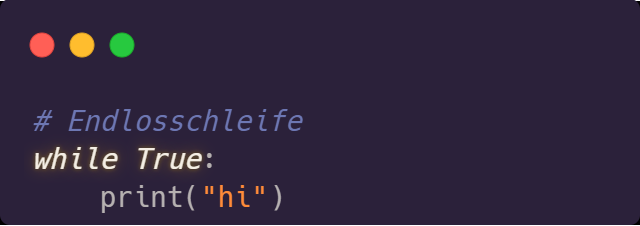 # Endlosschleife
while True:
    print("hi")